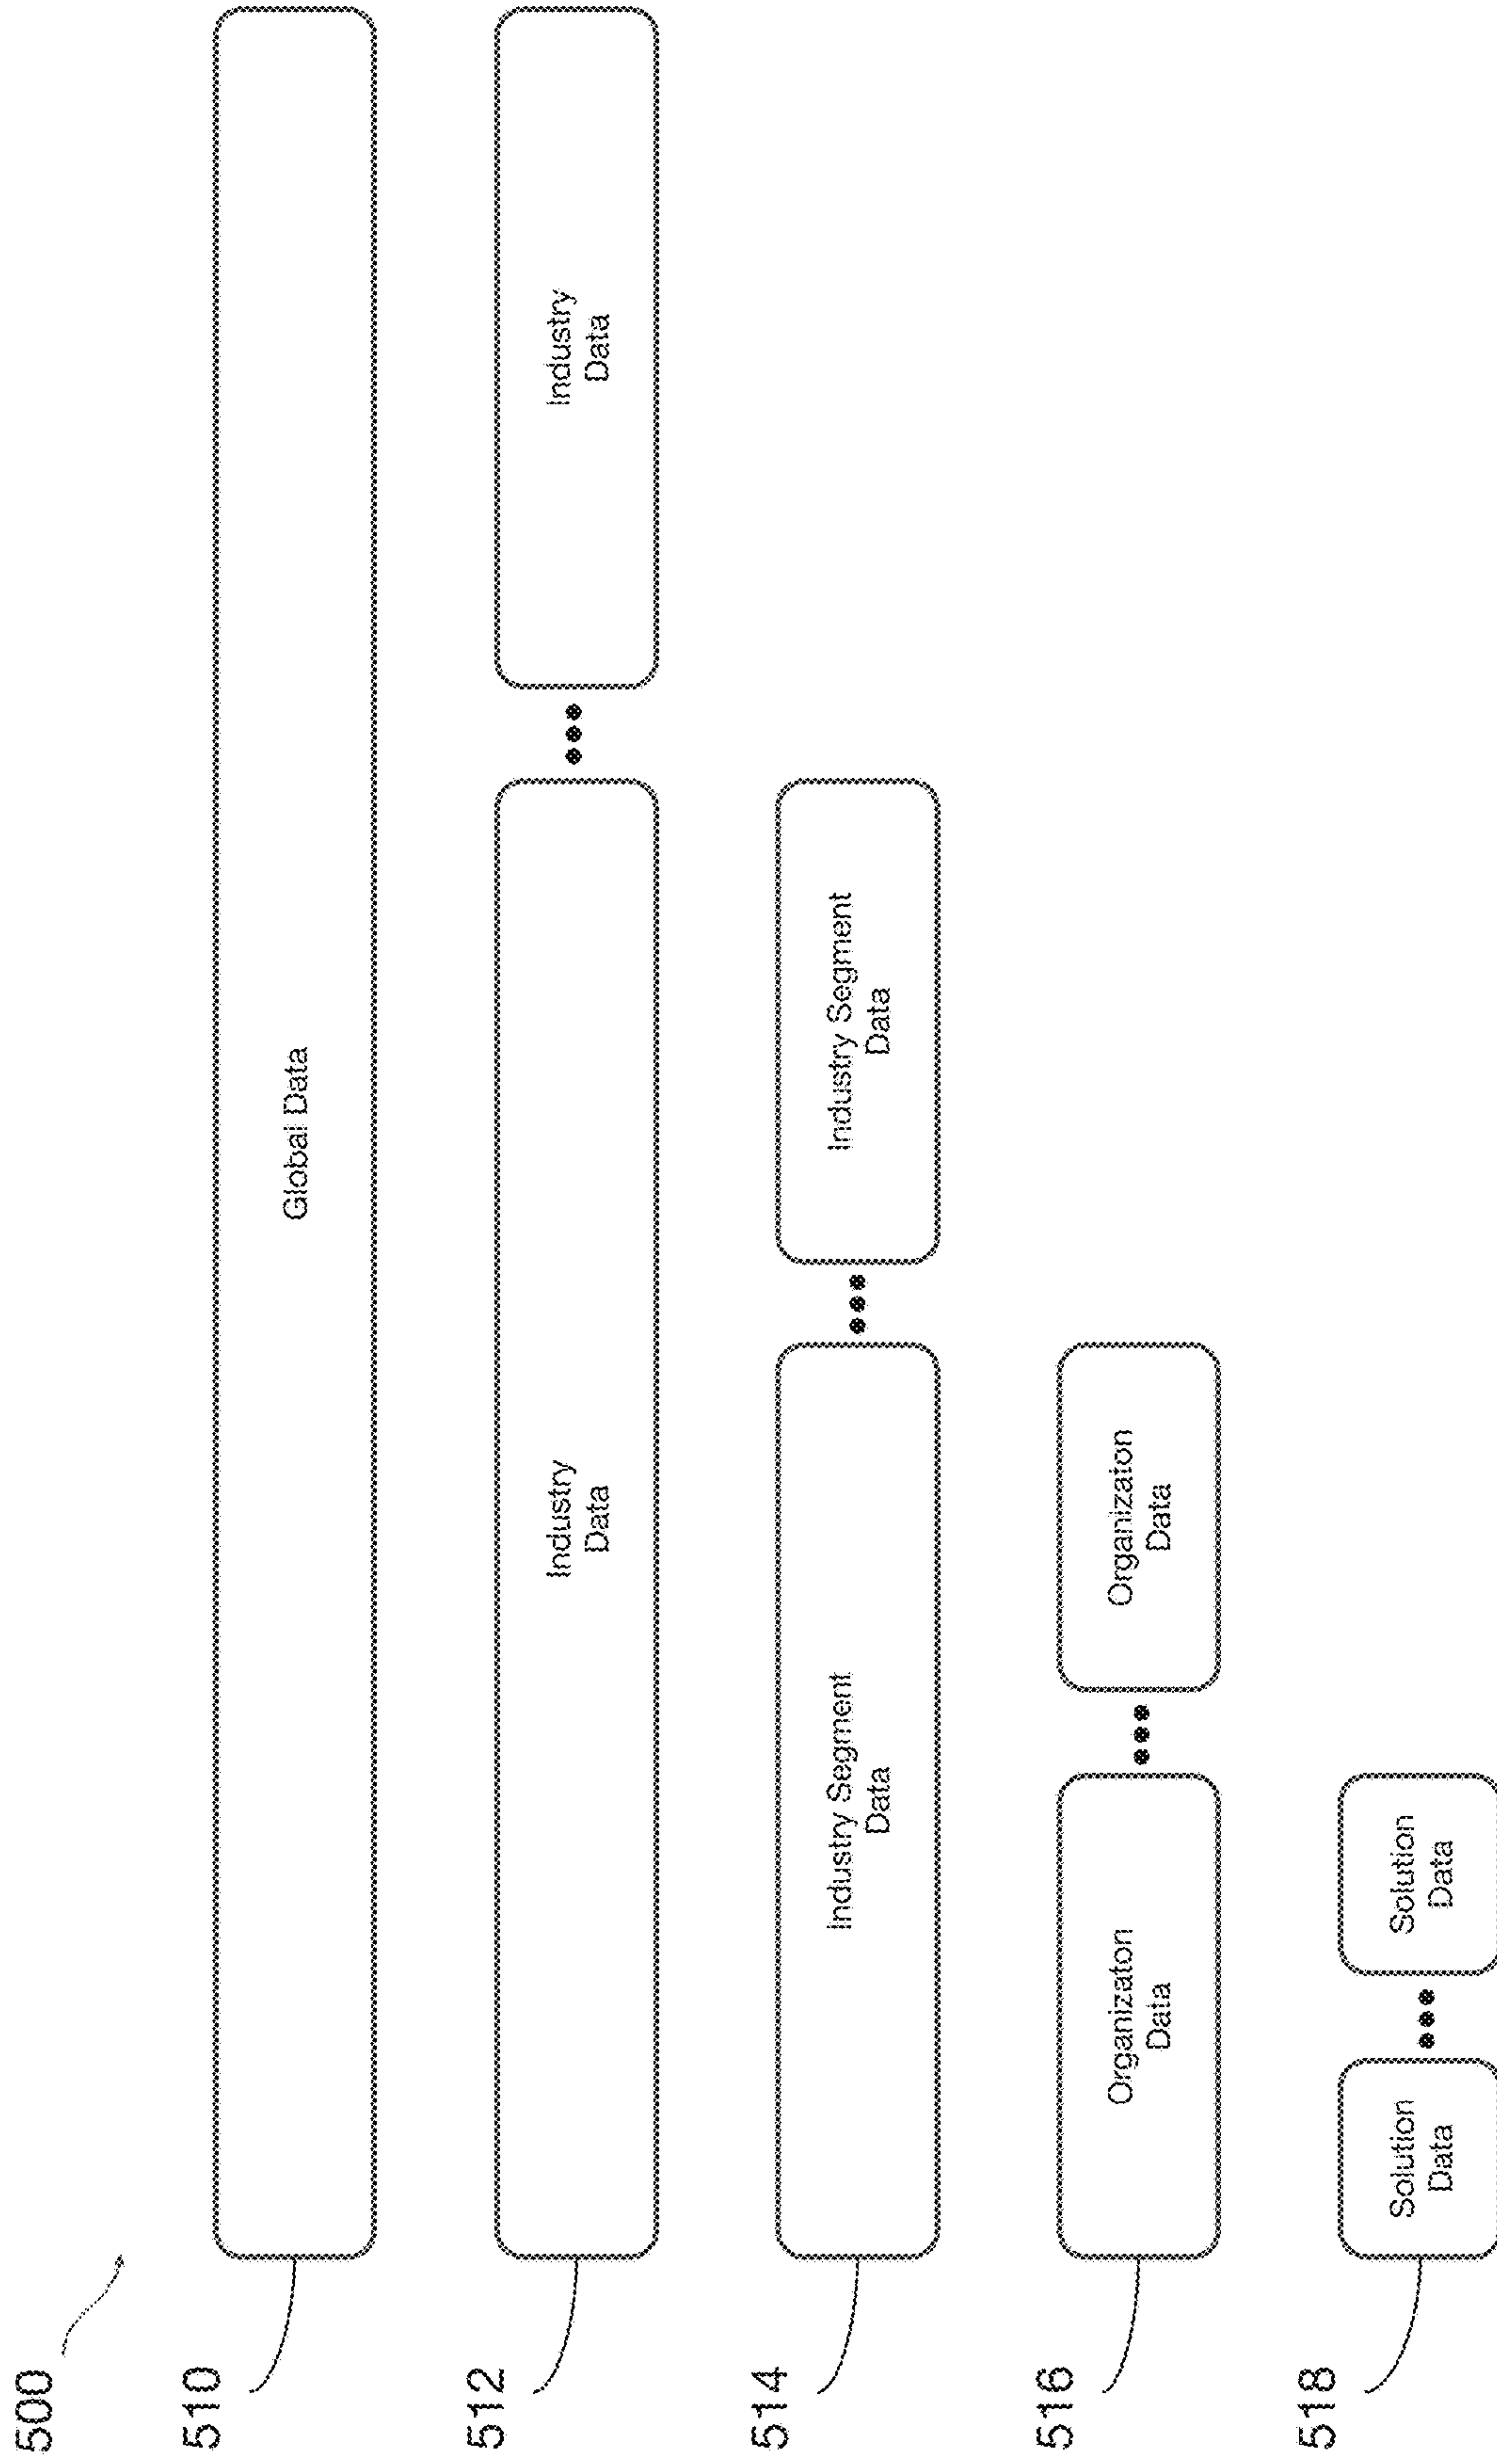 500
510
Global Data
512
Industry
Data
Industry
Data
514
Industry Segment
Data
Industry Segment
Data
516
Organizaton
Data
Organizaton
Data
518
Solution
Data
Solution
Data